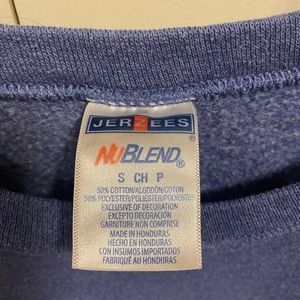 JERZEES
NUBLEND®
S CH P
50% COTTON/ALGODÓN/COTON
50% POLYESTER/POLIÉSTER/POLYESTER
EXCLUSIVE OF DECORATION
EXCEPTO DECORACIÓN
GARNITURE NON COMPRISE
MADE IN HONDURAS
HECHO EN HONDURAS
CON INSUMOS IMPORTADOS
FABRIQUÉ AU HONDURAS